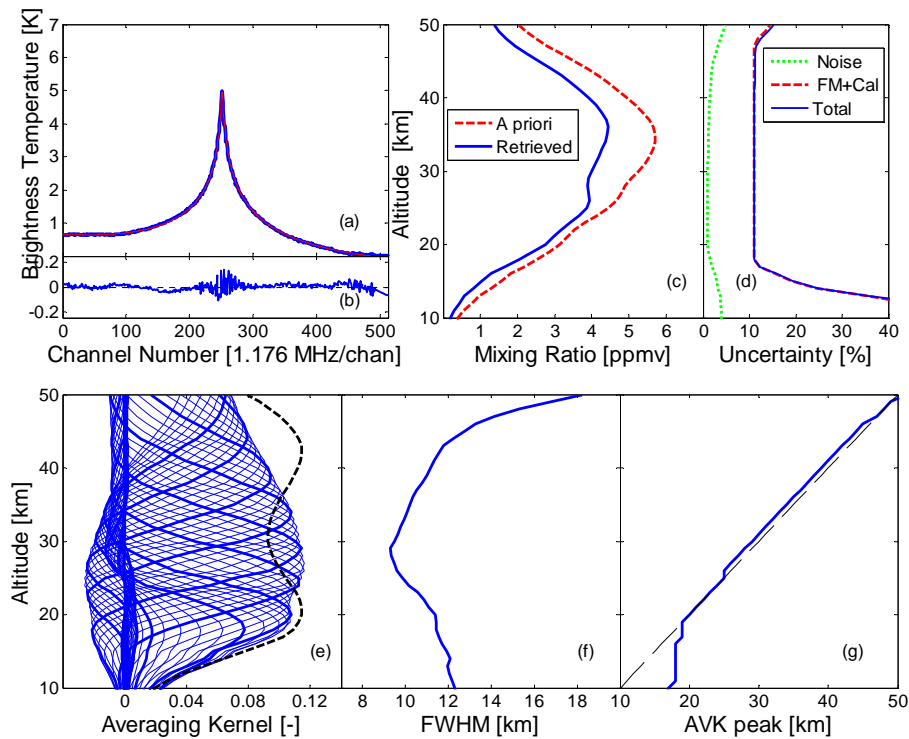 Brightness Temperature [K]
7
6
5
4
3
2
1
(a)
0.2
0
-0.2
(b)
0 100 200 300 400 500
Channel Number [1.176 MHz/chan]
Altitude [km]
50
40
30
20
10
A priori
Retrieved
(c)
1 2 3 4 5 6
Mixing Ratio [ppmv]
Noise
FM+Cal
Total
(d)
0 10 20 30 40
Uncertainty [%]
Altitude [km]
50
40
30
20
10
(e)
0 0.04 0.08 0.12
Averaging Kernel [-]
(f)
8 10 12 14 16 18
FWHM [km]
(g)
20 30 40 50
AVK peak [km]